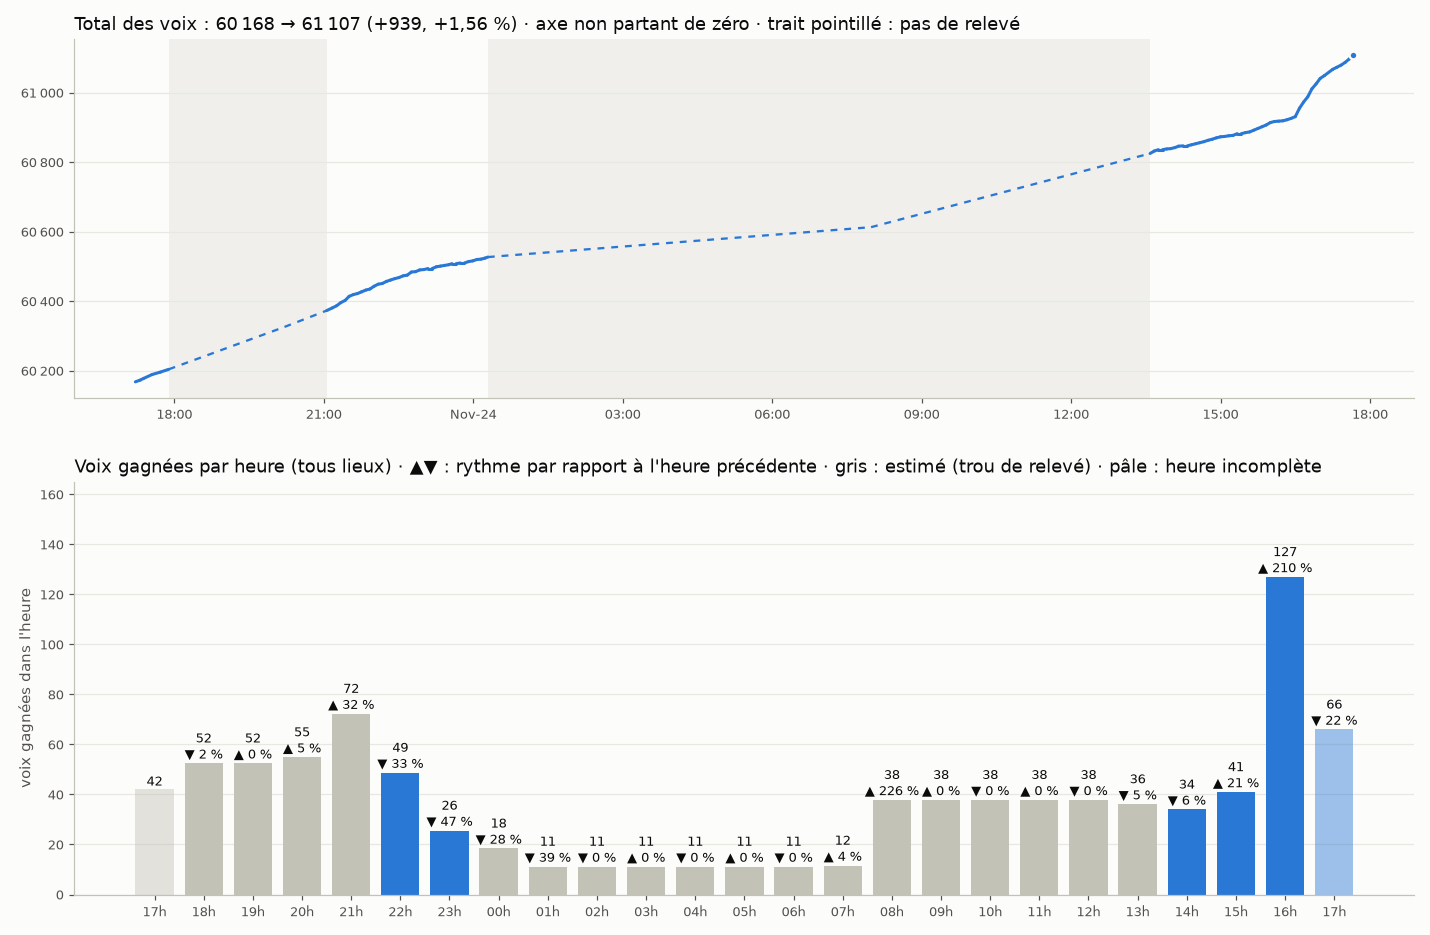 Total des voix : 60 168 → 61 107 (+939, +1,56 %) · axe non partant de zéro · trait pointillé : pas de relevé
61 000
60 800
60 600
60 400
60 200
18:00 21:00 Nov-24 03:00 06:00 09:00 12:00 15:00 18:00
Voix gagnées par heure (tous lieux) · ▲▼ : rythme par rapport à l'heure précédente · gris : estimé (trou de relevé) · pâle : heure incomplète
voix gagnées dans l'heure
160
140
120
100
80
60
40
20
0
42
52
▼ 2 %
52
▲ 0 %
55
▲ 5 %
72
▲ 32 %
49
▼ 33 %
26
▼ 47 %
18
▼ 28 %
11
▼ 39 %
11
▼ 0 %
11
▲ 0 %
11
▼ 0 %
11
▲ 0 %
11
▼ 0 %
12
▲ 4 %
38
▲ 226 %
38
▲ 0 %
38
▼ 0 %
38
▲ 0 %
38
▼ 0 %
36
▼ 5 %
34
▼ 6 %
41
▲ 21 %
127
▲ 210 %
66
▼ 22 %
17h 18h 19h 20h 21h 22h 23h 00h 01h 02h 03h 04h 05h 06h 07h 08h 09h 10h 11h 12h 13h 14h 15h 16h 17h